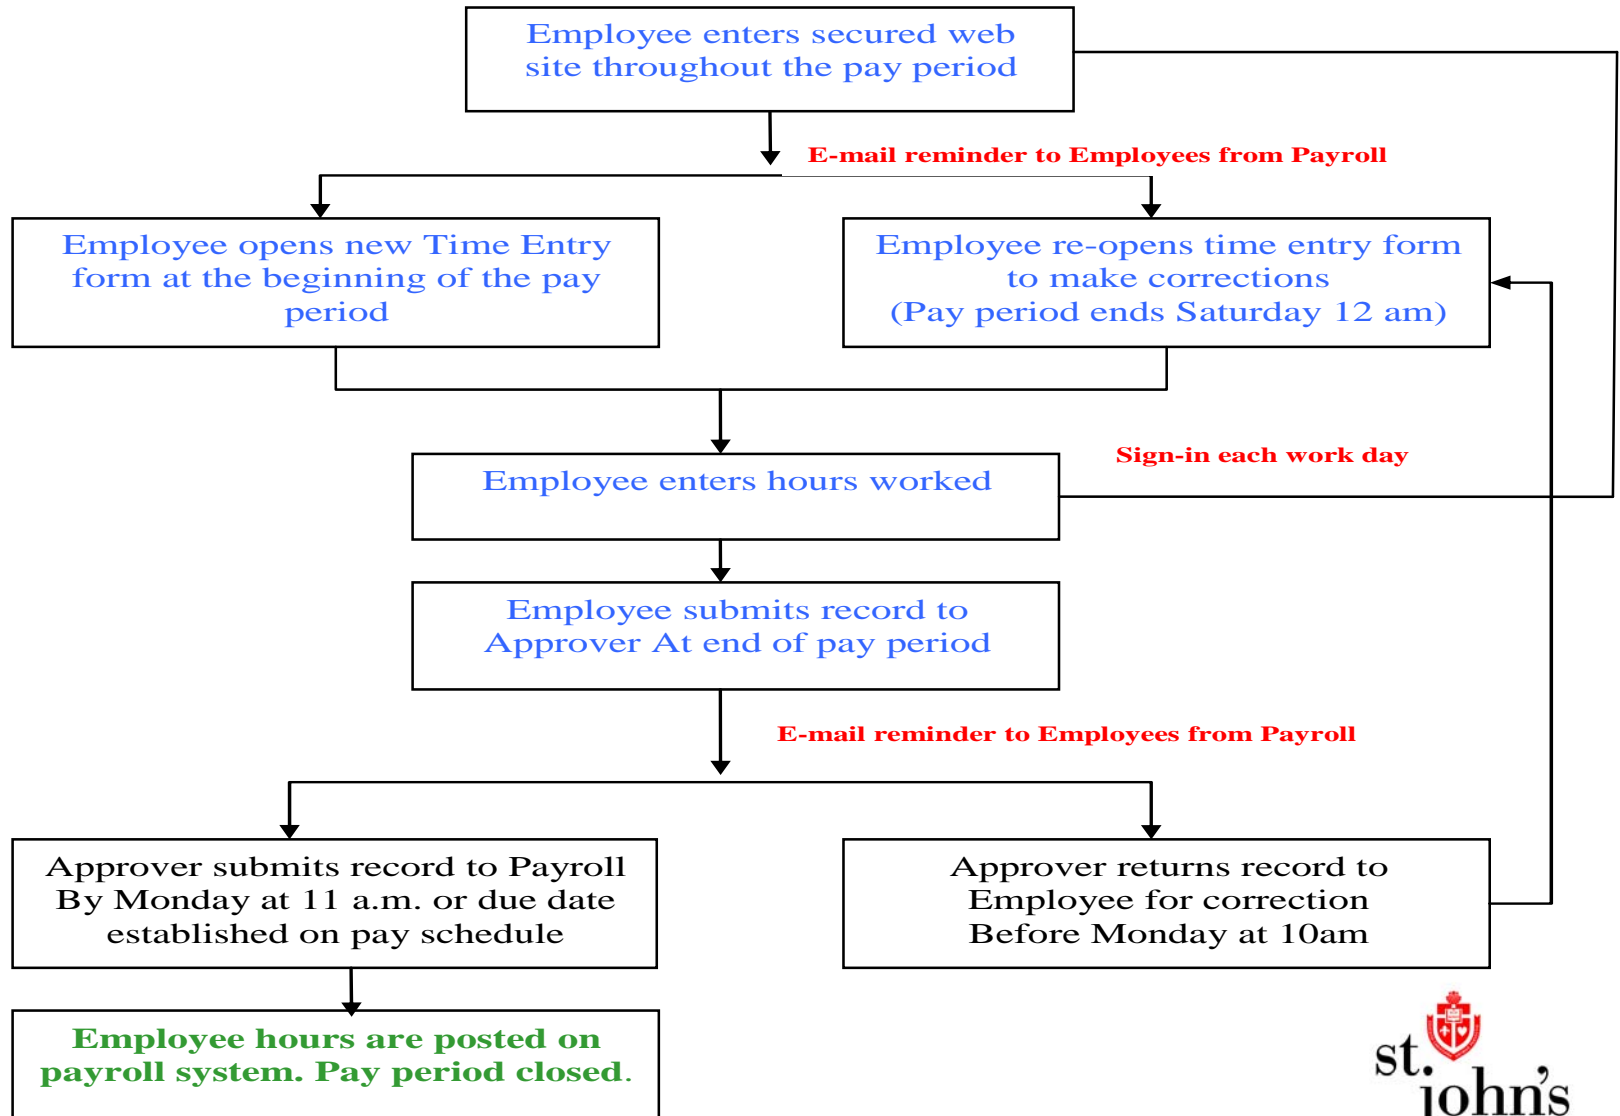 Employee enters secured web
site throughout the pay period
E-mail reminder to Employees from Payroll
Employee opens new Time Entry
form at the beginning of the pay
period
Employee re-opens time entry form
to make corrections
(Pay period ends Saturday 12 am)
Sign-in each work day
Employee enters hours worked
Employee submits record to
Approver At end of pay period
E-mail reminder to Employees from Payroll
Approver submits record to Payroll
By Monday at 11 a.m. or due date
established on pay schedule
Approver returns record to
Employee for correction
Before Monday at 10am
Employee hours are posted on
payroll system. Pay period closed.
st.
john's